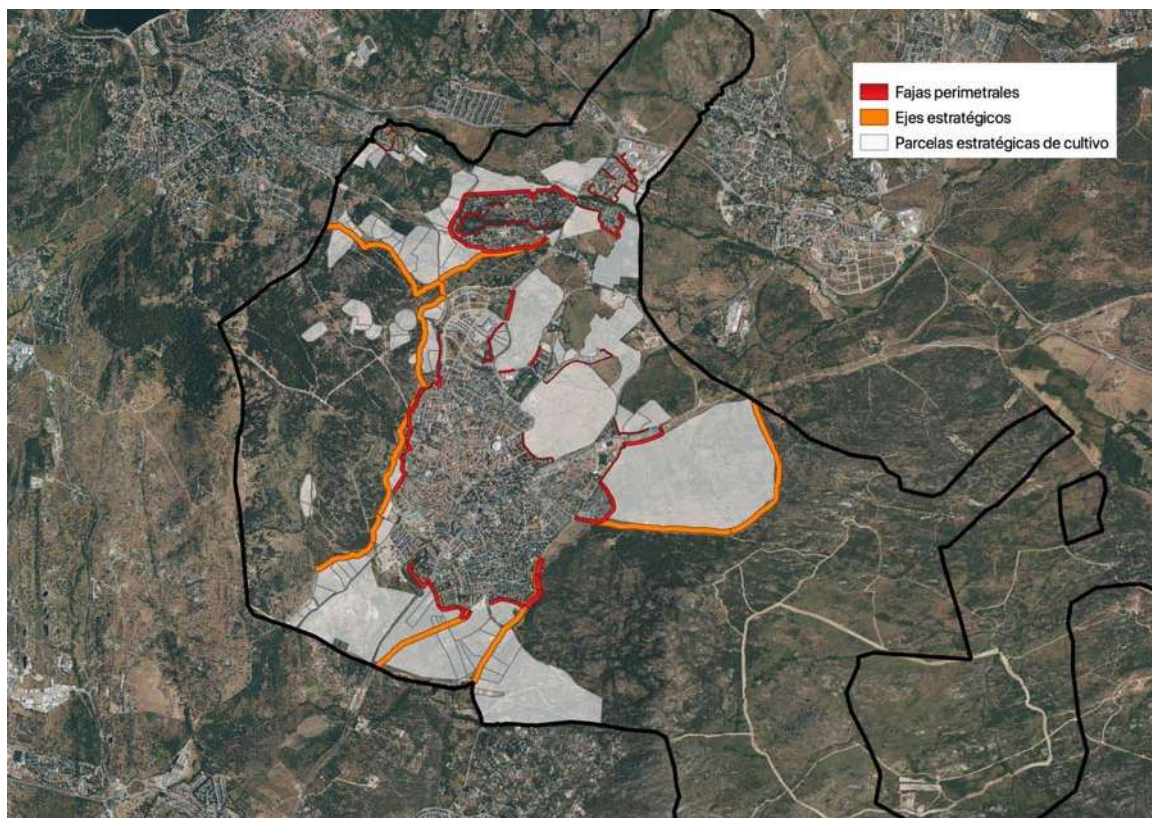 Fajas perimetrales
Ejes estratégicos
Parcelas estratégicas de cultivo